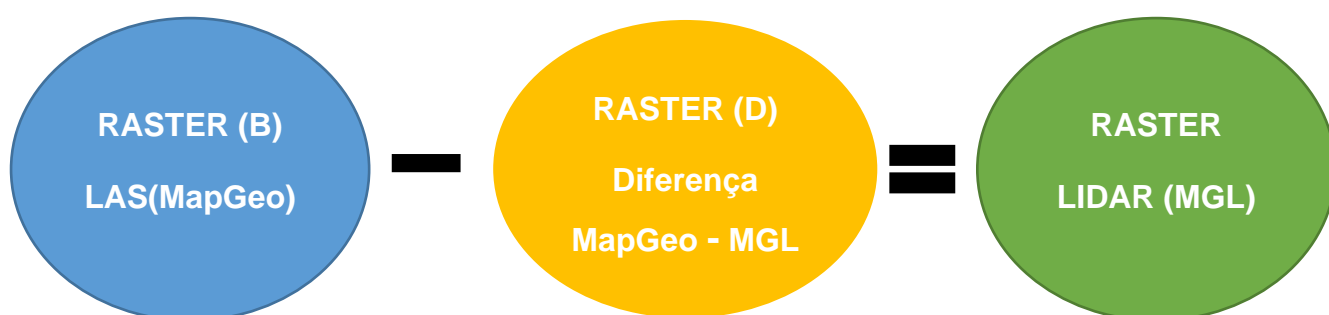 RASTER (B)
LAS(MapGeo)
RASTER (D)
Diferença
MapGeo - MGL
RASTER
LIDAR (MGL)